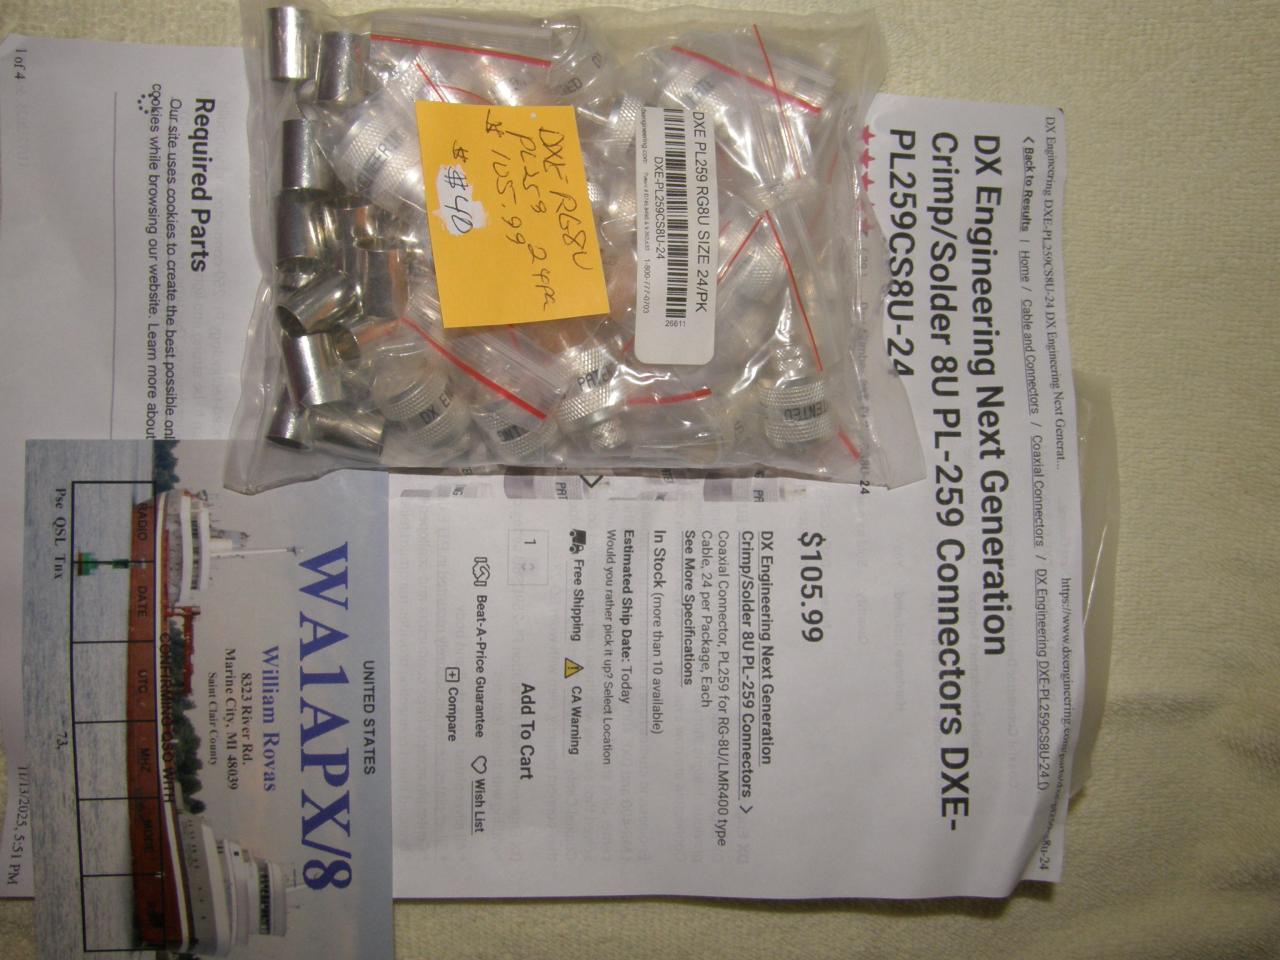 DX Engineering DXE-PL259CS8U-24 DX Engineering Next Generat...
< Back to Results | Home / Cable and Connectors / Coaxial Connectors / DX Engineering DXE-PL259CS8U-24 ()
DX Engineering Next Generation
Crimp/Solder 8U PL-259 Connectors DXE-
PL259CS8U-24
$105.99
DX Engineering Next Generation
Crimp/Solder 8U PL-259 Connectors >
Coaxial Connector, PL259 for RG-8U/LMR400 type
Cable, 24 per Package, Each
See More Specifications
In Stock (more than 10 available)
Estimated Ship Date: Today
Would you rather pick it up? Select Location
Free Shipping CA Warning
1
Add To Cart
Beat-A-Price Guarantee Wish List
Compare
DXE PL259 RG8U SIZE 24/PK
DXE-PL259CS8U-24
1-800-777-0703
26611
DXE RG8U
PL259 24pk
$105.99
$ $40
DX EN
PAT
Required Parts
Our site uses cookies to create the best possible onl
cookies while browsing our website. Learn more about
1 of 4
11/13/2025, 5:51 PM
UNITED STATES
WA1APX/8
William Rovas
8323 River Rd.
Marine City, MI 48039
Saint Clair County
CONFIRMING QSO WITH
RADIO DATE UTC MHZ MODE
Pse QSL Tnx 73,